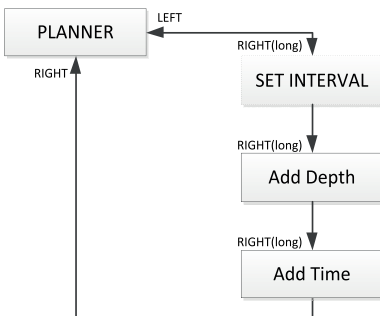 LEFT
PLANNER
RIGHT(long)
RIGHT
SET INTERVAL
RIGHT(long)
Add Depth
RIGHT(long)
Add Time